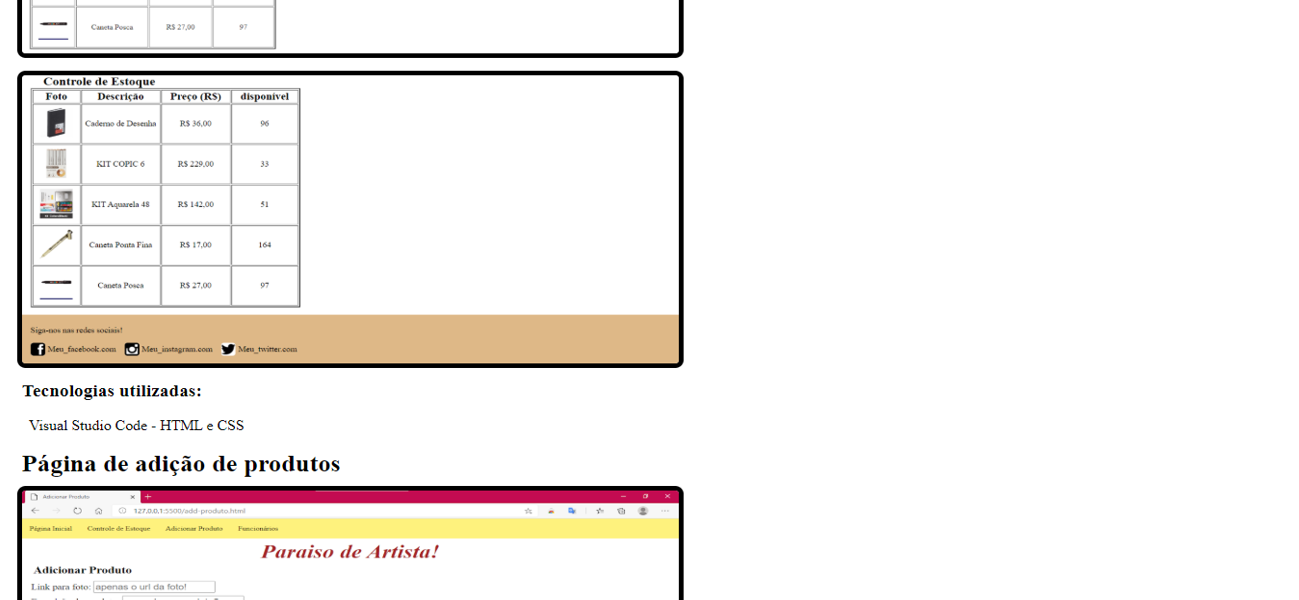 Caneta Posca R$ 27,00 97
Controle de Estoque
Foto Descrição Preço (R$) disponível
Caderno de Desenho R$ 36,00 96
KIT COPIC 6 R$ 229,00 33
KIT Aquarela 48 R$ 142,00 51
Caneta Ponta Fina R$ 17,00 164
Caneta Posca R$ 27,00 97
Siga-nos nas redes sociais!
Meu_facebook.com Meu_instagram.com Meu_twitter.com
Tecnologias utilizadas:
Visual Studio Code - HTML e CSS
Página de adição de produtos
Adicionar Produto
127.0.0.1:5500/add-produto.html
Página Inicial Controle de Estoque Adicionar Produto Funcionários
Paraiso de Artista!
Adicionar Produto
Link para foto: apenas o url da foto!